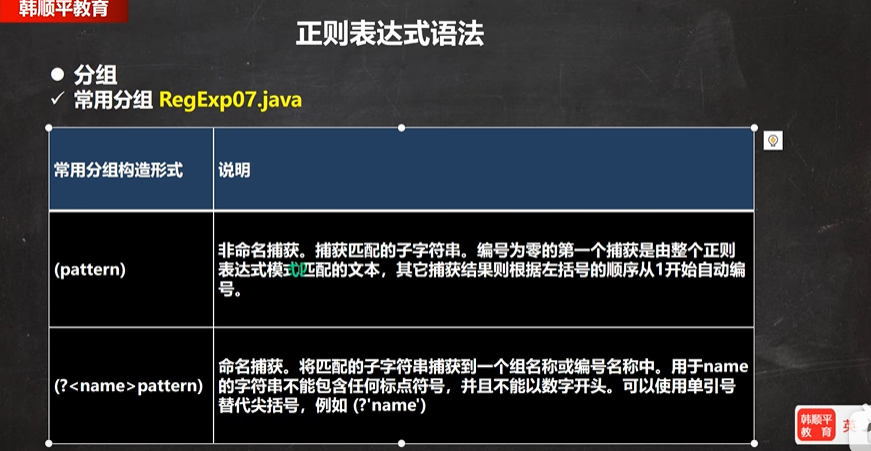 韩顺平教育
正则表达式语法
● 分组
✓ 常用分组 RegExp07.java
常用分组构造形式
说明
(pattern)
非命名捕获。捕获匹配的子字符串。编号为零的第一个捕获是由整个正则
表达式模式匹配的文本，其它捕获结果则根据左括号的顺序从1开始自动编
号。
(?<name>pattern)
命名捕获。将匹配的子字符串捕获到一个组名称或编号名称中。用于name
的字符串不能包含任何标点符号，并且不能以数字开头。可以使用单引号
替代尖括号，例如 (?'name')
韩顺平
教 育
英